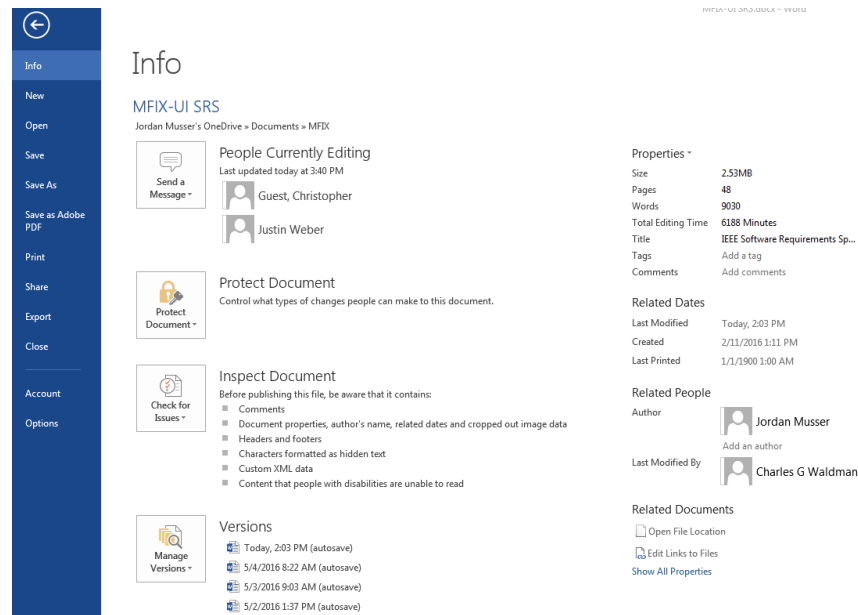 MFIX-UI SRS.docx - Word
Info
New
Open
Save
Save As
Save as Adobe
PDF
Print
Share
Export
Close
Account
Options
Info
MFIX-UI SRS
Jordan Musser's OneDrive » Documents » MFIX
Send a
Message
People Currently Editing
Last updated today at 3:40 PM
Guest, Christopher
Justin Weber
Protect
Document
Protect Document
Control what types of changes people can make to this document.
Check for
Issues
Inspect Document
Before publishing this file, be aware that it contains:
Comments
Document properties, author's name, related dates and cropped out image data
Headers and footers
Characters formatted as hidden text
Custom XML data
Content that people with disabilities are unable to read
Manage
Versions
Versions
Today, 2:03 PM (autosave)
5/4/2016 8:22 AM (autosave)
5/3/2016 9:03 AM (autosave)
5/2/2016 1:37 PM (autosave)
Properties
Size 2.53MB
Pages 48
Words 9030
Total Editing Time 6188 Minutes
Title IEEE Software Requirements Sp...
Tags Add a tag
Comments Add comments
Related Dates
Last Modified Today, 2:03 PM
Created 2/11/2016 1:11 PM
Last Printed 1/1/1900 1:00 AM
Related People
Author Jordan Musser
Add an author
Last Modified By Charles G Waldman
Related Documents
Open File Location
Edit Links to Files
Show All Properties